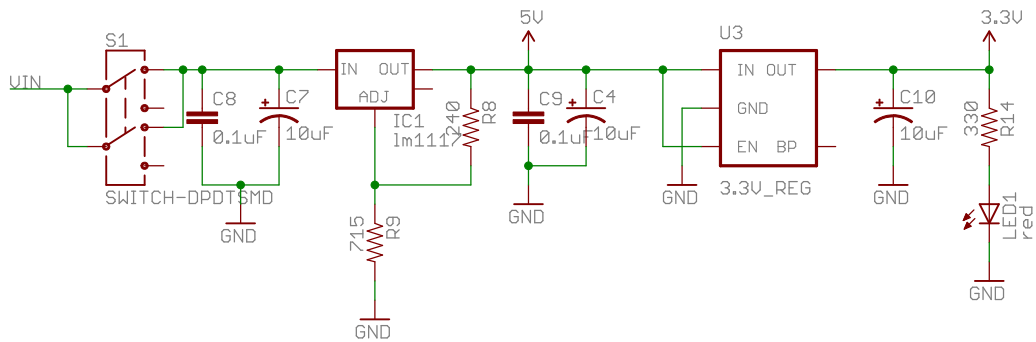 S1
VIN
SWITCH-DPDTSMD
C8
0.1uF
C7
10uF
GND
IN OUT
ADJ
IC1
lm1117
240
R8
715
R9
GND
5V
C9
0.1uF
C4
10uF
GND
U3
IN OUT
GND
EN BP
3.3V_REG
GND
3.3V
C10
10uF
GND
330
R14
LED1
red
GND